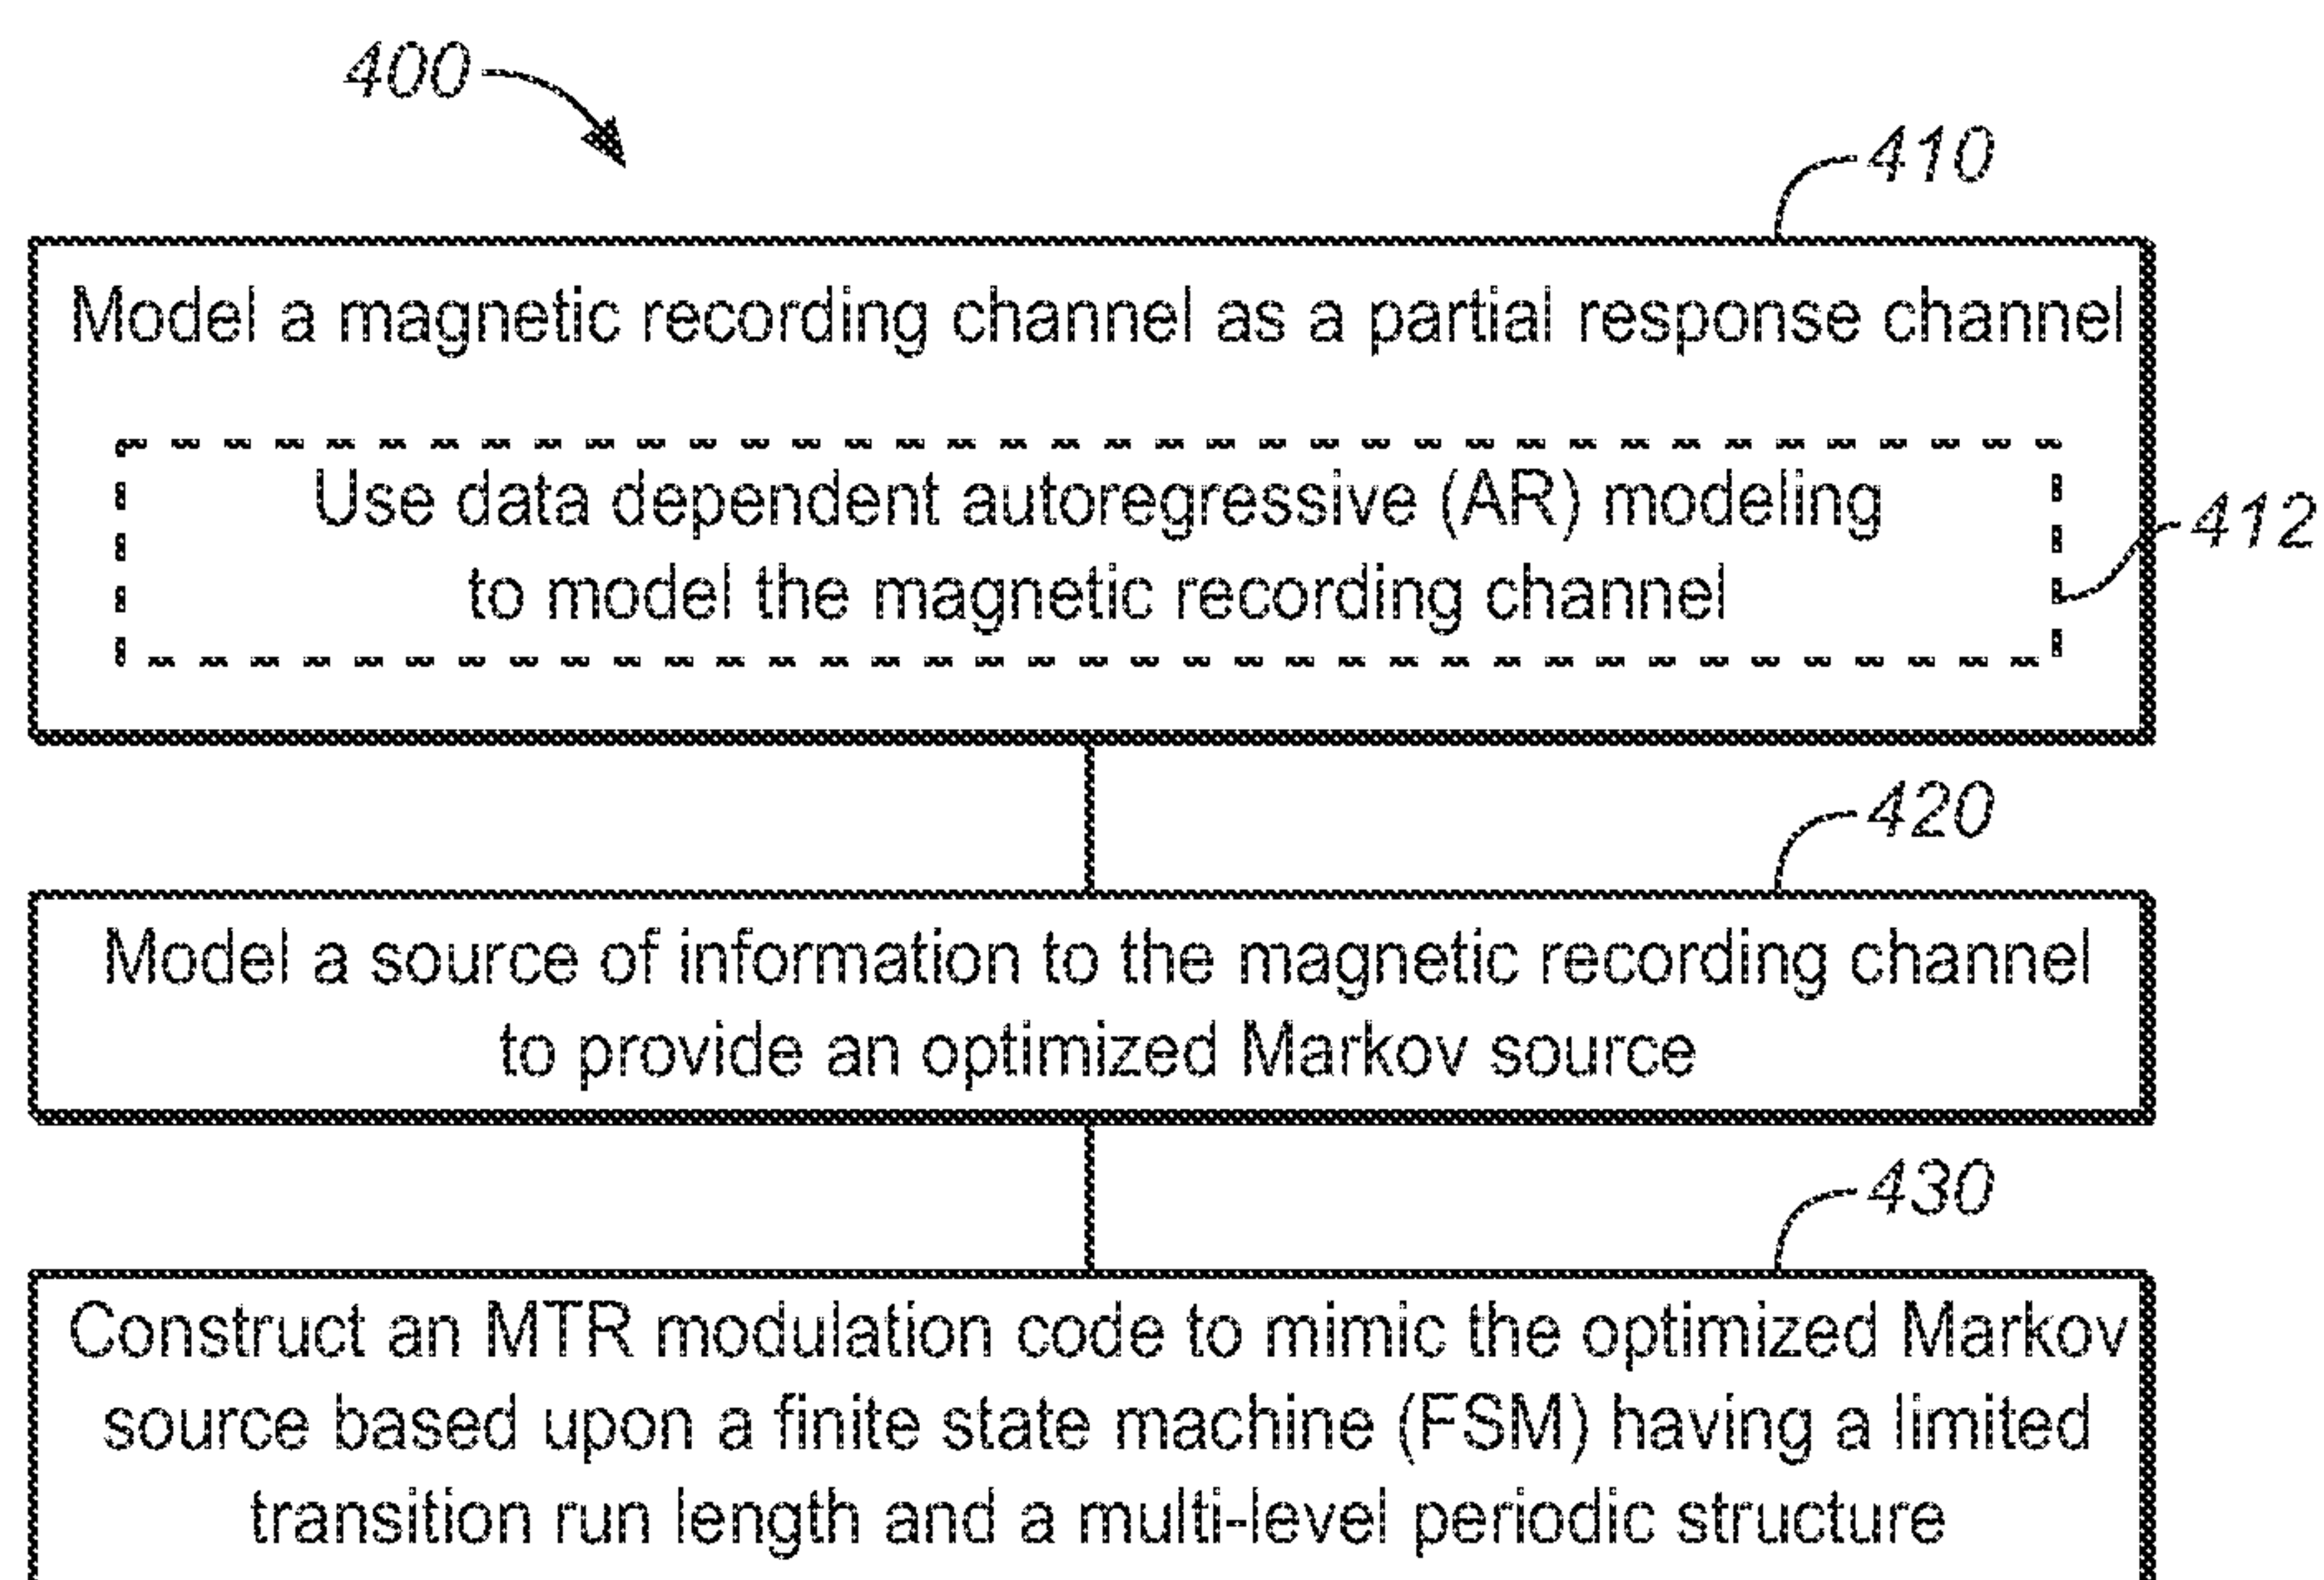 400
410
Model a magnetic recording channel as a partial response channel
Use data dependent autoregressive (AR) modeling
to model the magnetic recording channel
412
420
Model a source of information to the magnetic recording channel
to provide an optimized Markov source
430
Construct an MTR modulation code to mimic the optimized Markov
source based upon a finite state machine (FSM) having a limited
transition run length and a multi-level periodic structure